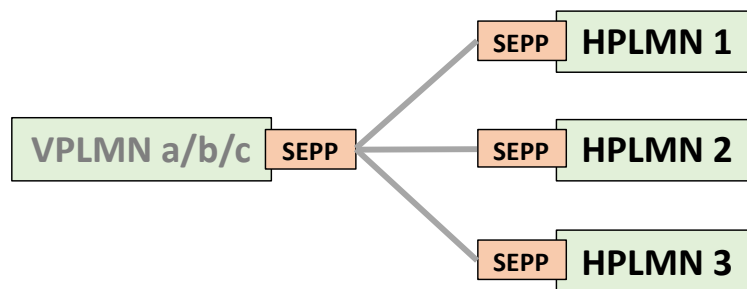 SEPP HPLMN 1
VPLMN a/b/c SEPP SEPP HPLMN 2
SEPP HPLMN 3